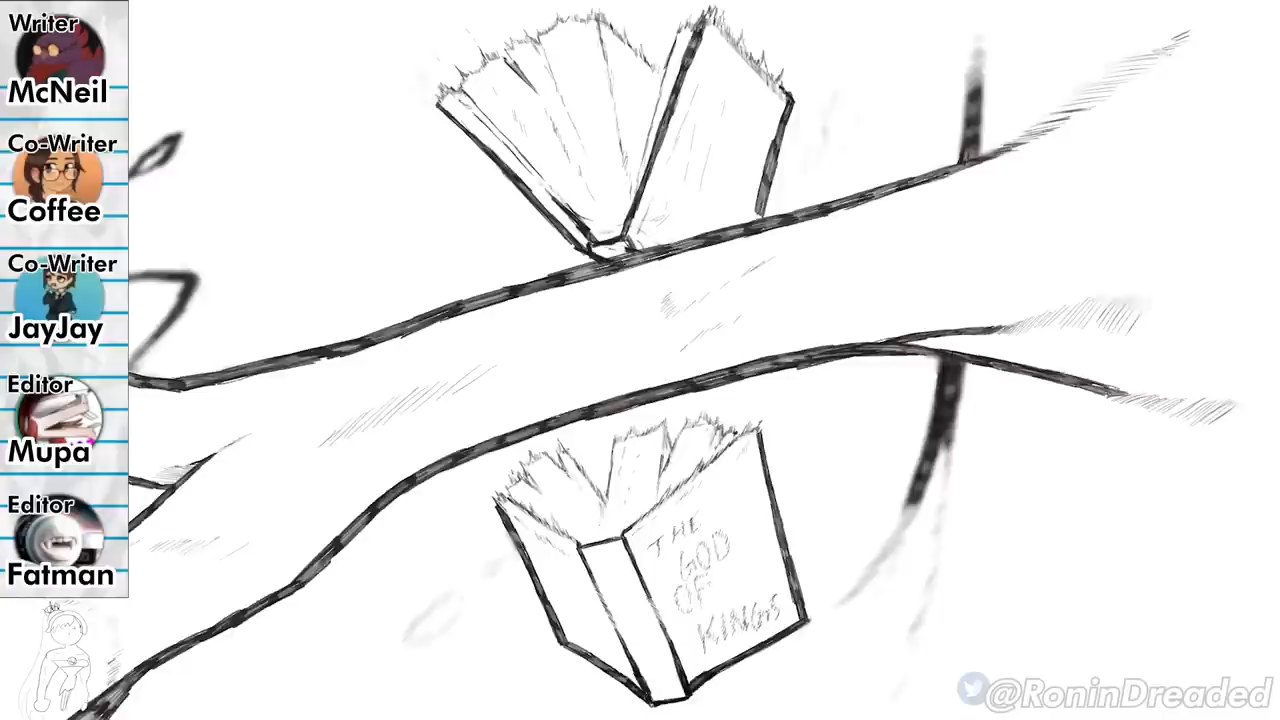 Writer
McNeil
Co-Writer
Coffee
Co-Writer
JayJay
Editor
Mupa
Editor
Fatman
THE
GOD
OF
KINGS
@RoninDreaded